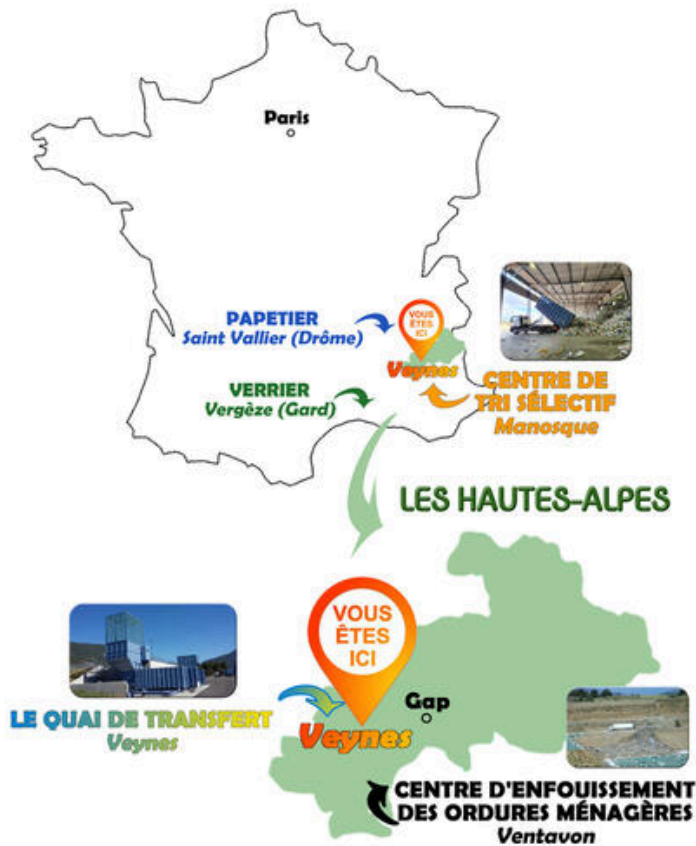 Paris
PAPETIER
Saint Vallier (Drôme)
VOUS
ÊTES
ICI
Veynes
VERRIER
Vergèze (Gard)
CENTRE DE
TRI SÉLECTIF
Manosque
LES HAUTES-ALPES
VOUS
ÊTES
ICI
LE QUAI DE TRANSFERT
Veynes
Veynes
Gap
CENTRE D'ENFOUISSEMENT
DES ORDURES MÉNAGÈRES
Ventavon